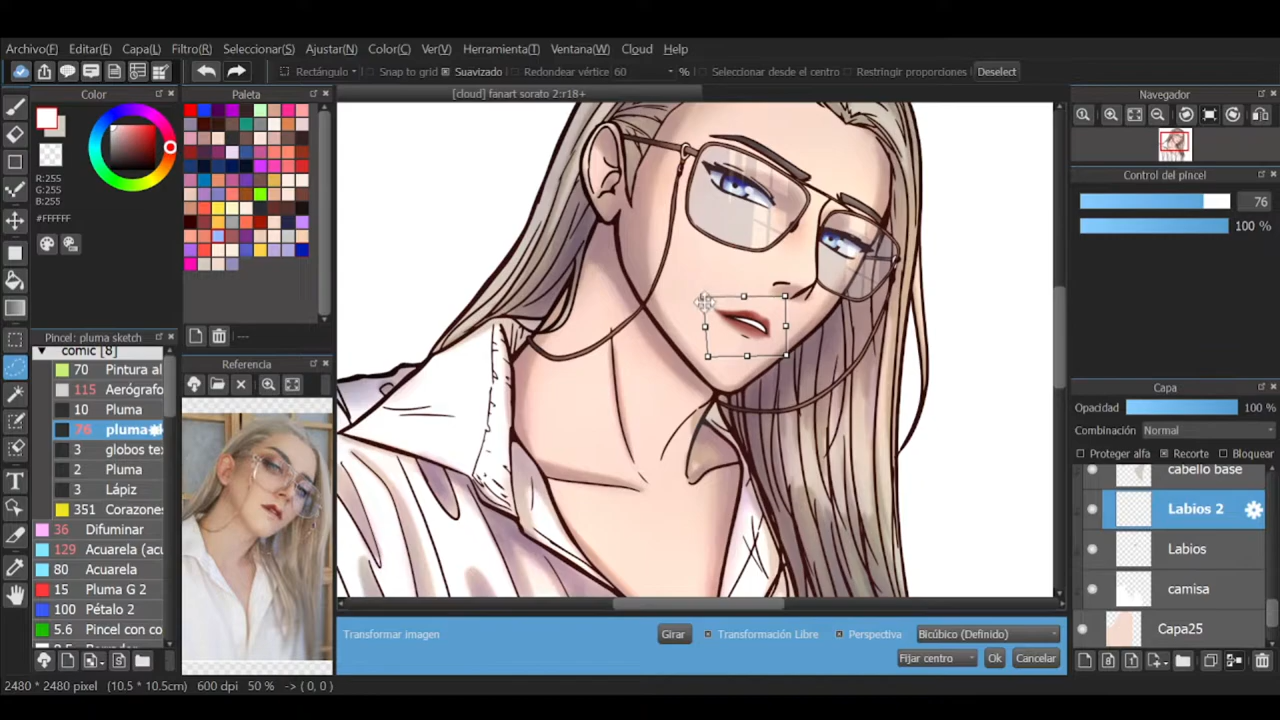 Archivo(F) Editar(E) Capa(L) Filtro(R) Seleccionar(S) Ajustar(N) Color(C) Ver(V) Herramienta(T) Ventana(W) Cloud Help
Rectángulo Snap to grid Suavizado Redondear vértice 60 % Seleccionar desde el centro Restringir proporciones Deselect
Color
Paleta
[cloud] fanart sorato 2:r18+
Navegador
R:255
G:255
B:255
#FFFFFF
Control del pincel
76
100 %
---
Pincel: pluma sketch
comic [8]
70 Pintura al
115 Aerógrafo
10 Pluma
76 pluma
3 globos tex
2 Pluma
3 Lápiz
351 Corazones
36 Difuminar
129 Acuarela (acu
80 Acuarela
15 Pluma G 2
100 Pétalo 2
5.6 Pincel con co
Referencia
Capa
Opacidad 100 %
Combinación Normal
Proteger alfa Recorte Bloquear
cabello base
Labios 2
Labios
camisa
Capa25
Transformar imagen
Girar Transformación Libre Perspectiva Bicúbico (Definido)
Fijar centro Ok Cancelar
2480 * 2480 pixel (10.5 * 10.5cm) 600 dpi 50 % -> ( 0, 0 )